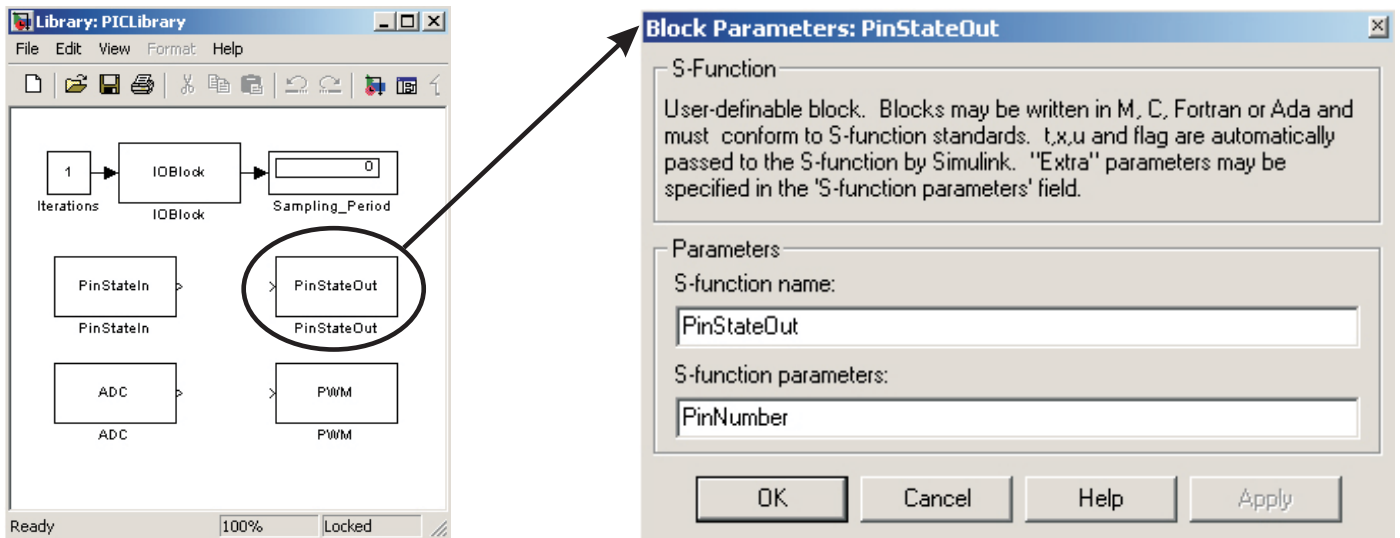 Library: PICLibrary
File Edit View Format Help
1
IOBlock
0
Iterations
IOBlock
Sampling_Period
PinStateIn
PinStateOut
PinStateIn
PinStateOut
ADC
PWM
ADC
PWM
Ready
100%
Locked
Block Parameters: PinStateOut
S-Function
User-definable block. Blocks may be written in M, C, Fortran or Ada and
must conform to S-function standards. t,x,u and flag are automatically
passed to the S-function by Simulink. "Extra" parameters may be
specified in the 'S-function parameters' field.
Parameters
S-function name:
PinStateOut
S-function parameters:
PinNumber
OK
Cancel
Help
Apply